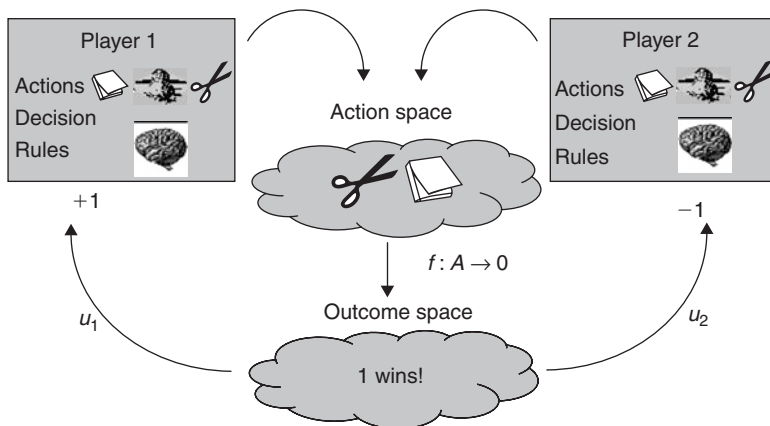 Player 1
Actions
Decision
Rules
+1
Action space
Player 2
Actions
Decision
Rules
−1
f : A → 0
Outcome space
u1
u2
1 wins!